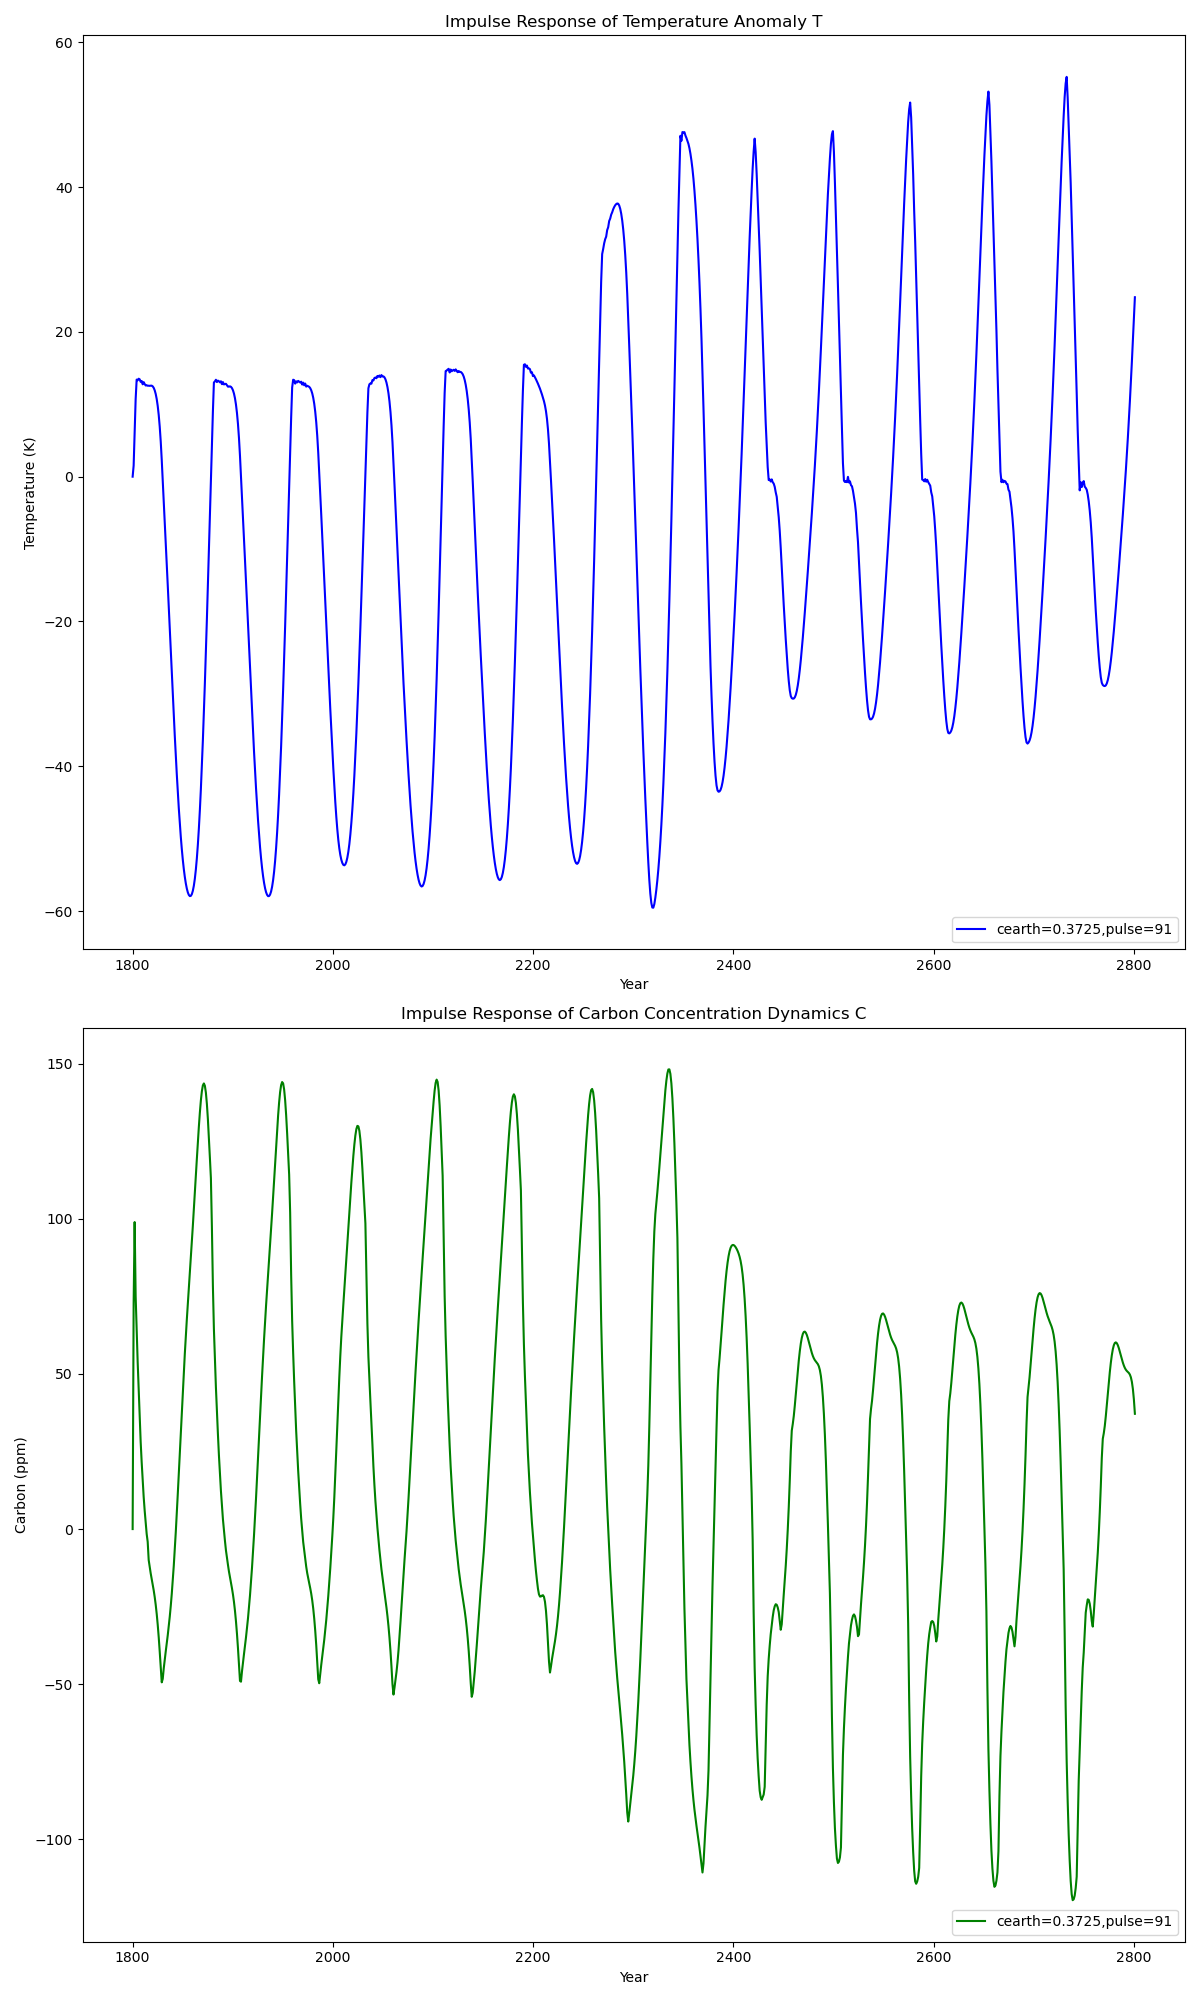 Impulse Response of Temperature Anomaly T
60
40
20
0
−20
−40
−60
Temperature (K)
cearth=0.3725,pulse=91
1800 2000 2200 2400 2600 2800
Year
Impulse Response of Carbon Concentration Dynamics C
150
100
50
0
−50
−100
Carbon (ppm)
cearth=0.3725,pulse=91
1800 2000 2200 2400 2600 2800
Year